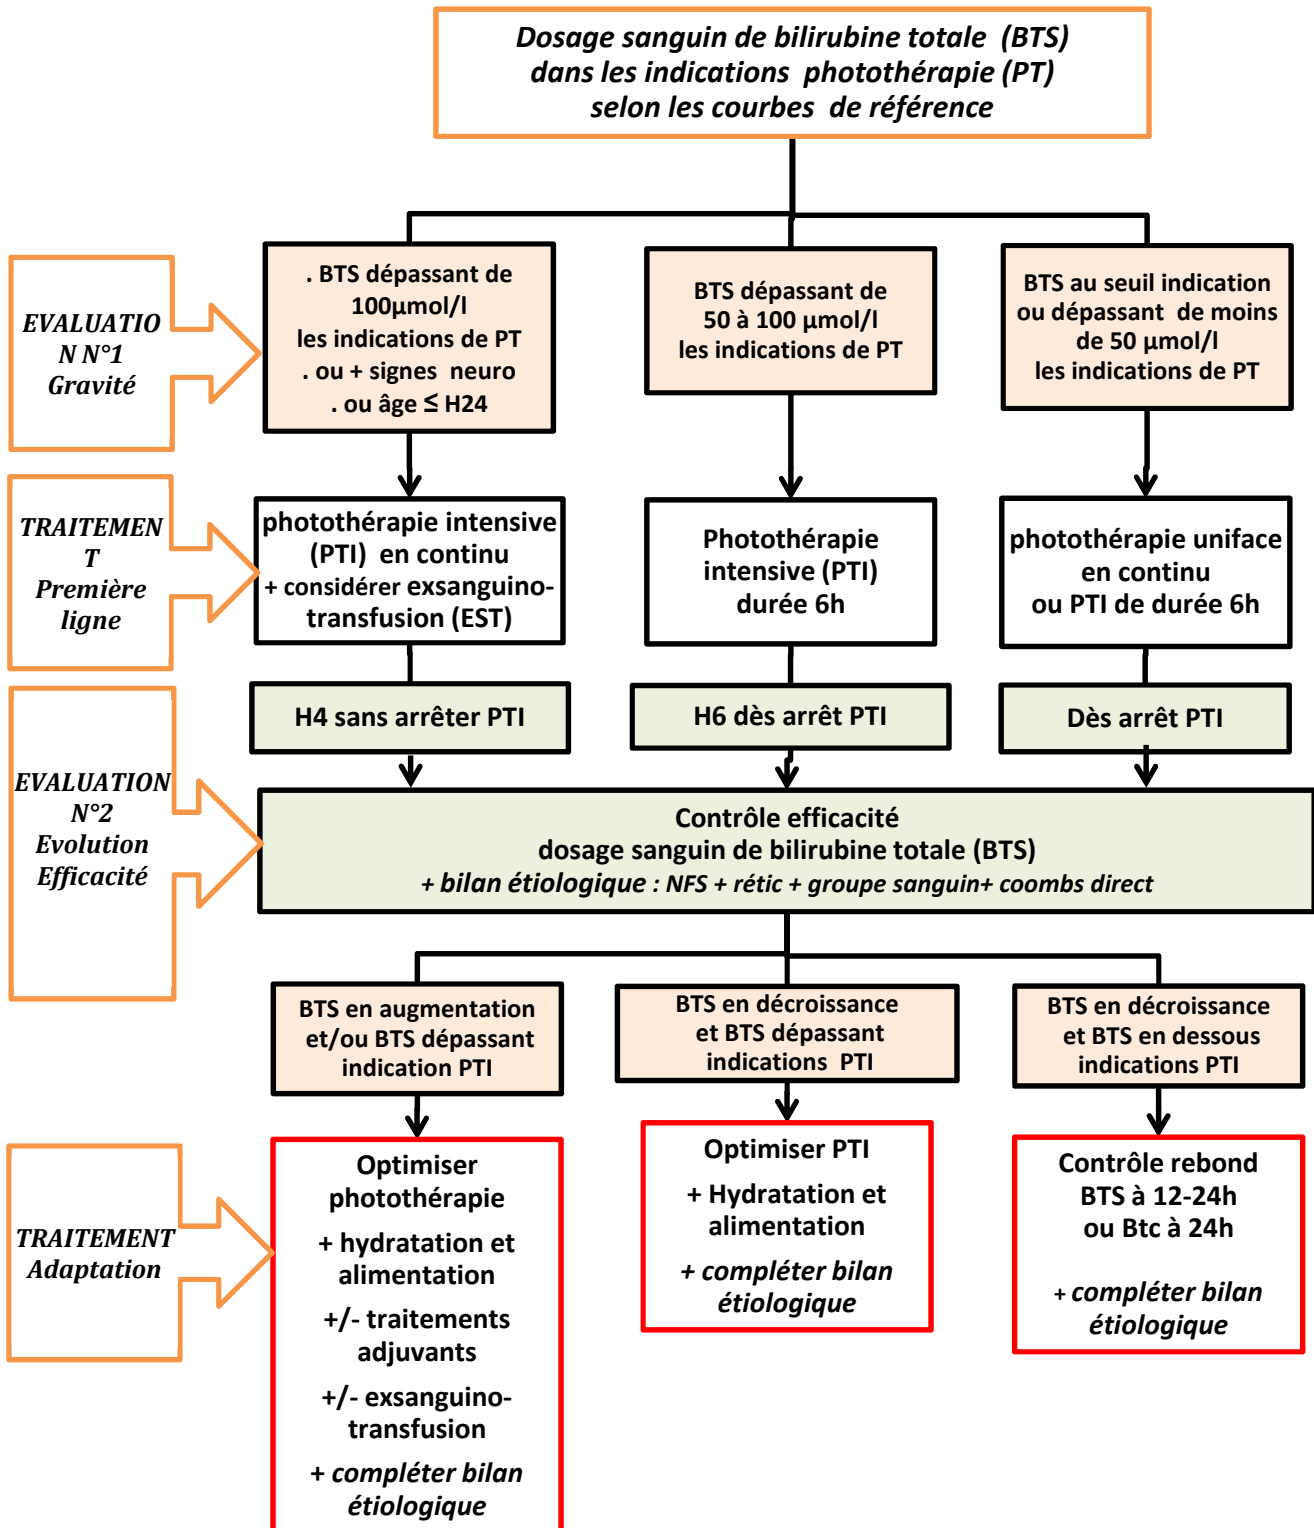 Dosage sanguin de bilirubine totale (BTS)
dans les indications photothérapie (PT)
selon les courbes de référence
EVALUATIO
N N°1
Gravité
. BTS dépassant de
100µmol/l
les indications de PT
. ou + signes neuro
. ou âge ≤ H24
BTS dépassant de
50 à 100 µmol/l
les indications de PT
BTS au seuil indication
ou dépassant de moins
de 50 µmol/l
les indications de PT
TRAITEMEN
T
Première
ligne
photothérapie intensive
(PTI) en continu
+ considérer exsanguino-
transfusion (EST)
Photothérapie
intensive (PTI)
durée 6h
photothérapie uniface
en continu
ou PTI de durée 6h
H4 sans arrêter PTI
H6 dès arrêt PTI
Dès arrêt PTI
EVALUATION
N°2
Evolution
Efficacité
Contrôle efficacité
dosage sanguin de bilirubine totale (BTS)
+ bilan étiologique : NFS + rétic + groupe sanguin+ coombs direct
BTS en augmentation
et/ou BTS dépassant
indication PTI
BTS en décroissance
et BTS dépassant
indications PTI
BTS en décroissance
et BTS en dessous
indications PTI
TRAITEMENT
Adaptation
Optimiser
photothérapie
+ hydratation et
alimentation
+/- traitements
adjuvants
+/- exsanguino-
transfusion
+ compléter bilan
étiologique
Optimiser PTI
+ Hydratation et
alimentation
+ compléter bilan
étiologique
Contrôle rebond
BTS à 12-24h
ou Btc à 24h
+ compléter bilan
étiologique